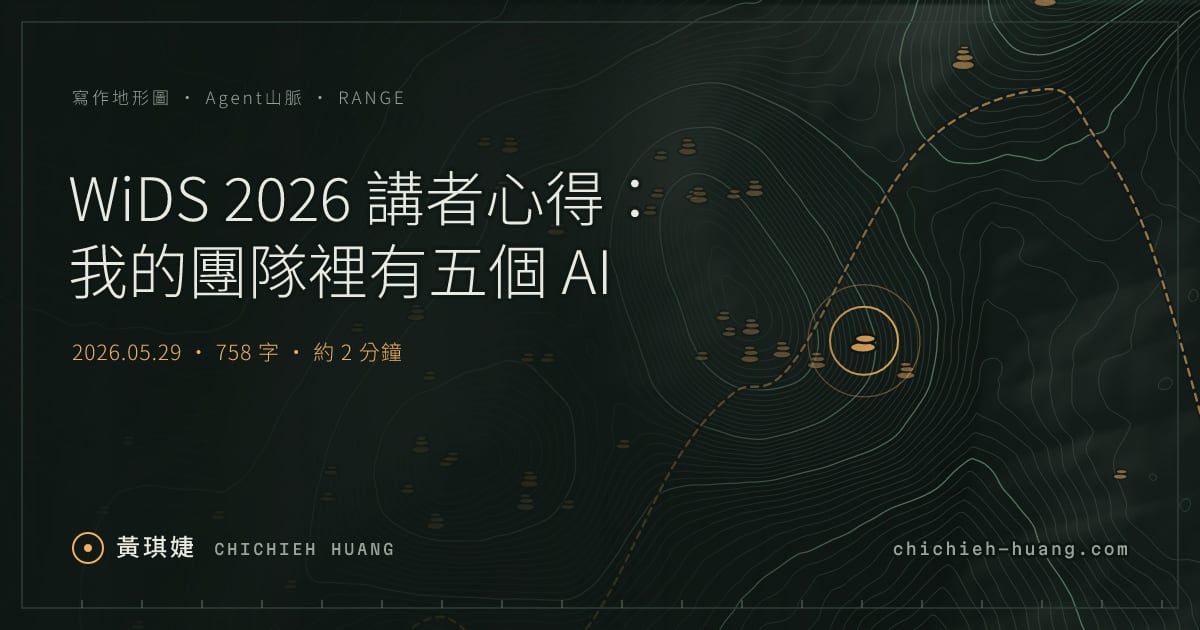 寫作地形圖 · Agent山脈 · RANGE
WiDS 2026 講者心得：
我的團隊裡有五個 AI
2026.05.29 · 758 字 · 約 2 分鐘
黃琪婕 CHICHIEH HUANG
chichieh-huang.com